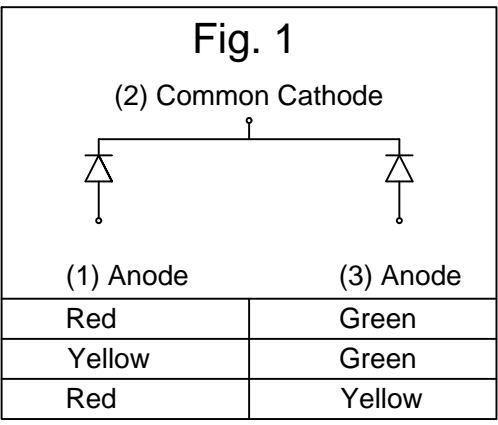 Fig. 1
(2) Common Cathode
(1) Anode (3) Anode
Red Green
Yellow Green
Red Yellow